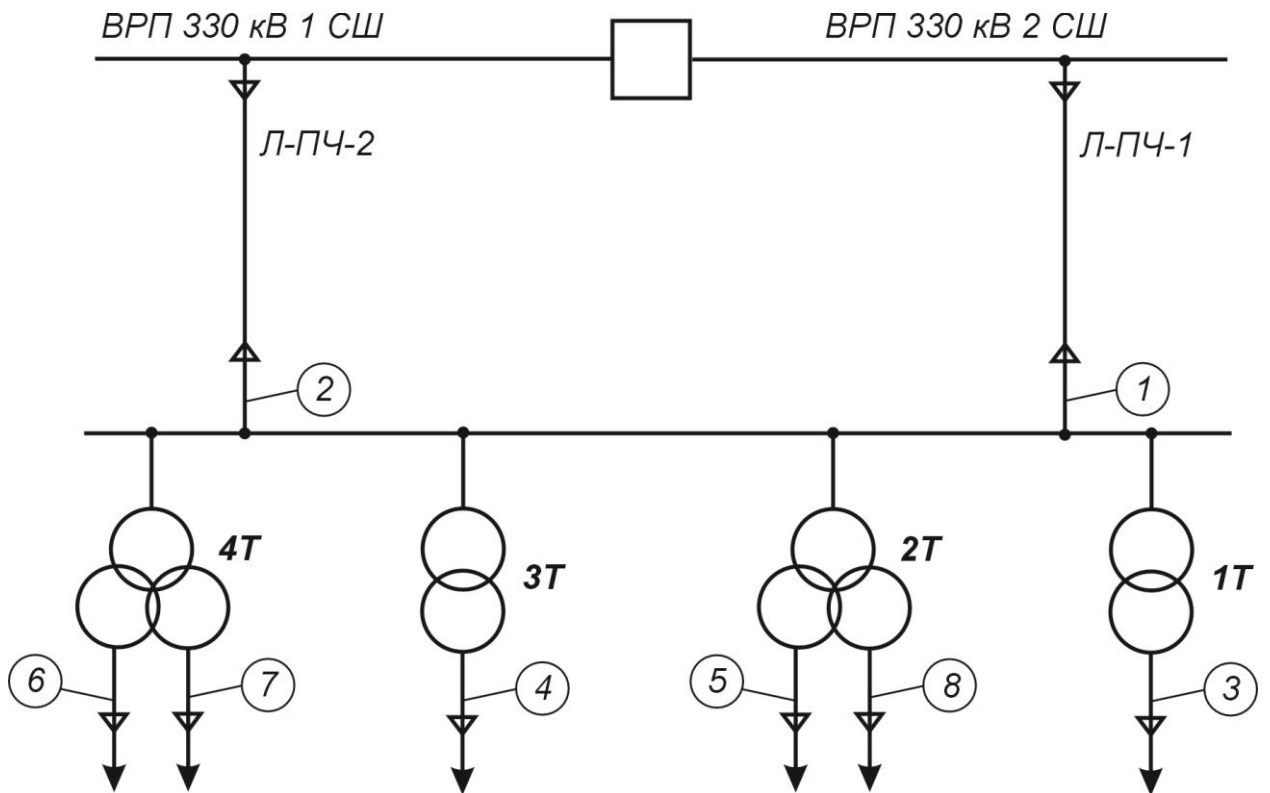 ВРП 330 кВ 1 СШ
ВРП 330 кВ 2 СШ
Л-ПЧ-2
Л-ПЧ-1
2
1
4Т
3Т
2Т
1Т
6
7
4
5
8
3